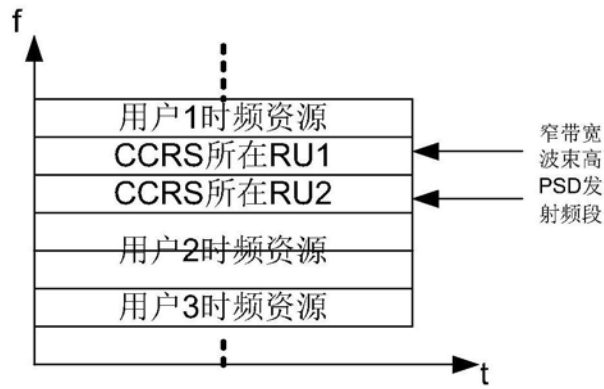 f
用户1时频资源
CCRS所在RU1
CCRS所在RU2
用户2时频资源
用户3时频资源
t
窄带宽
波束高
PSD发
射频段